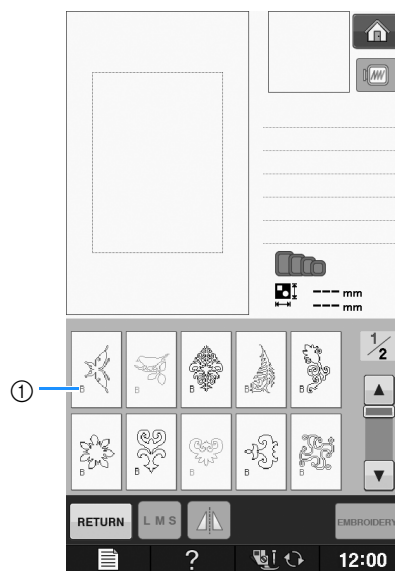 --- mm
--- mm
1/2
①
B B B B B
B B B B B
RETURN L M S EMBROIDERY
? 12:00